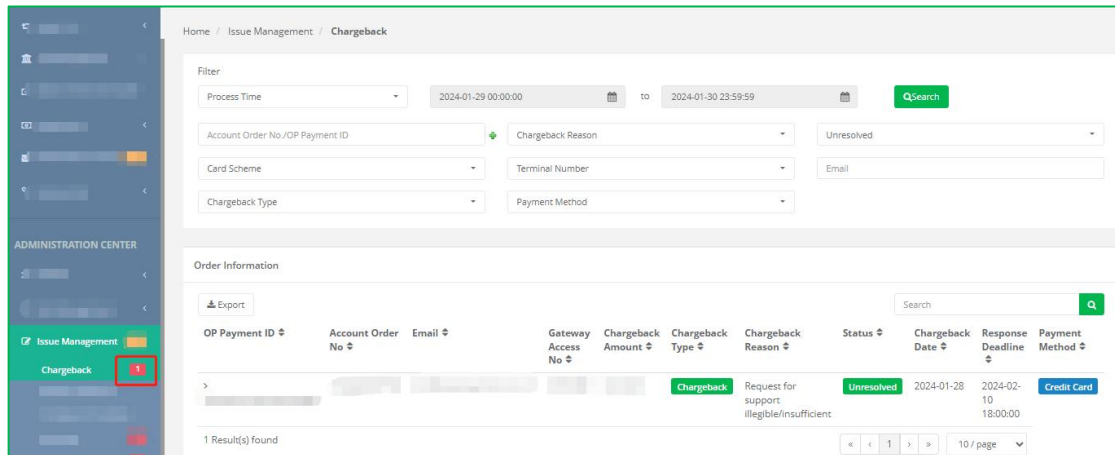 Home / Issue Management / Chargeback
Filter
Process Time
2024-01-29 00:00:00
to
2024-01-30 23:59:59
Search
Account Order No./OP Payment ID
Chargeback Reason
Unresolved
Card Scheme
Terminal Number
Email
Chargeback Type
Payment Method
ADMINISTRATION CENTER
Issue Management
Chargeback
1
Order Information
Export
Search
OP Payment ID
Account Order No
Email
Gateway Access No
Chargeback Amount
Chargeback Type
Chargeback Reason
Status
Chargeback Date
Response Deadline
Payment Method
>
Chargeback
Request for
support
illegible/insufficient
Unresolved
2024-01-28
2024-02-
10
18:00:00
Credit Card
1 Result(s) found
« < 1 > »
10 / page